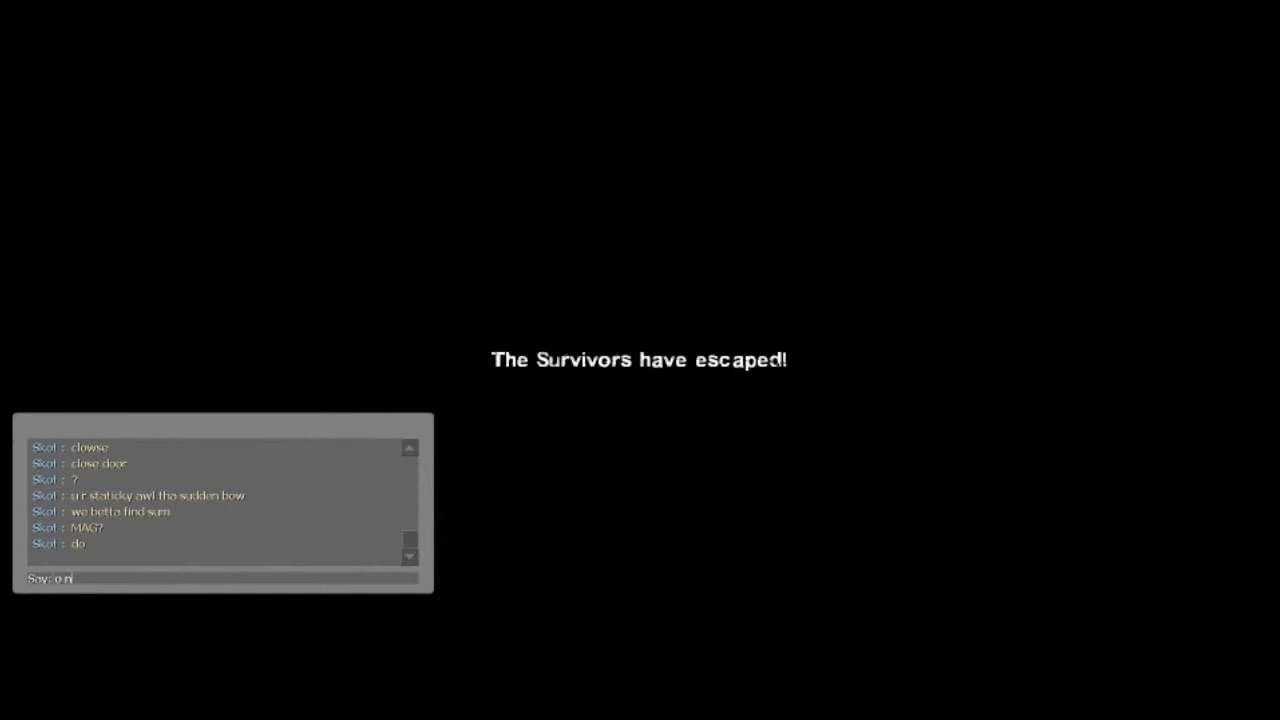 The Survivors have escaped!
Skot : clowse
Skot : close door
Skot : ?
Skot : u r staticky awl tha sudden bow
Skot : we betta find sum
Skot : MAG?
Skot : do
Say: o n